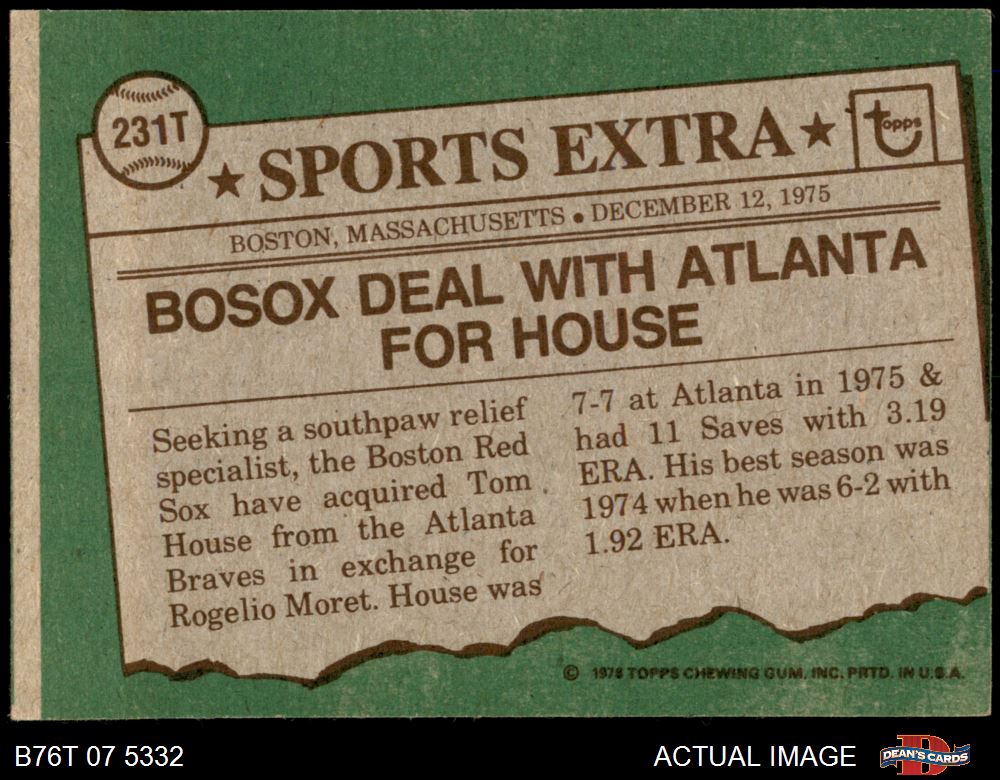 231T
★ SPORTS EXTRA ★
topps
BOSTON, MASSACHUSETTS • DECEMBER 12, 1975
BOSOX DEAL WITH ATLANTA
FOR HOUSE
Seeking a southpaw relief
specialist, the Boston Red
Sox have acquired Tom
House from the Atlanta
Braves in exchange for
Rogelio Moret. House was
7-7 at Atlanta in 1975 &
had 11 Saves with 3.19
ERA. His best season was
1974 when he was 6-2 with
1.92 ERA.
© 1976 TOPPS CHEWING GUM, INC. PRTD. IN U.S.A.
B76T 07 5332
ACTUAL IMAGE
DEAN'S CARDS